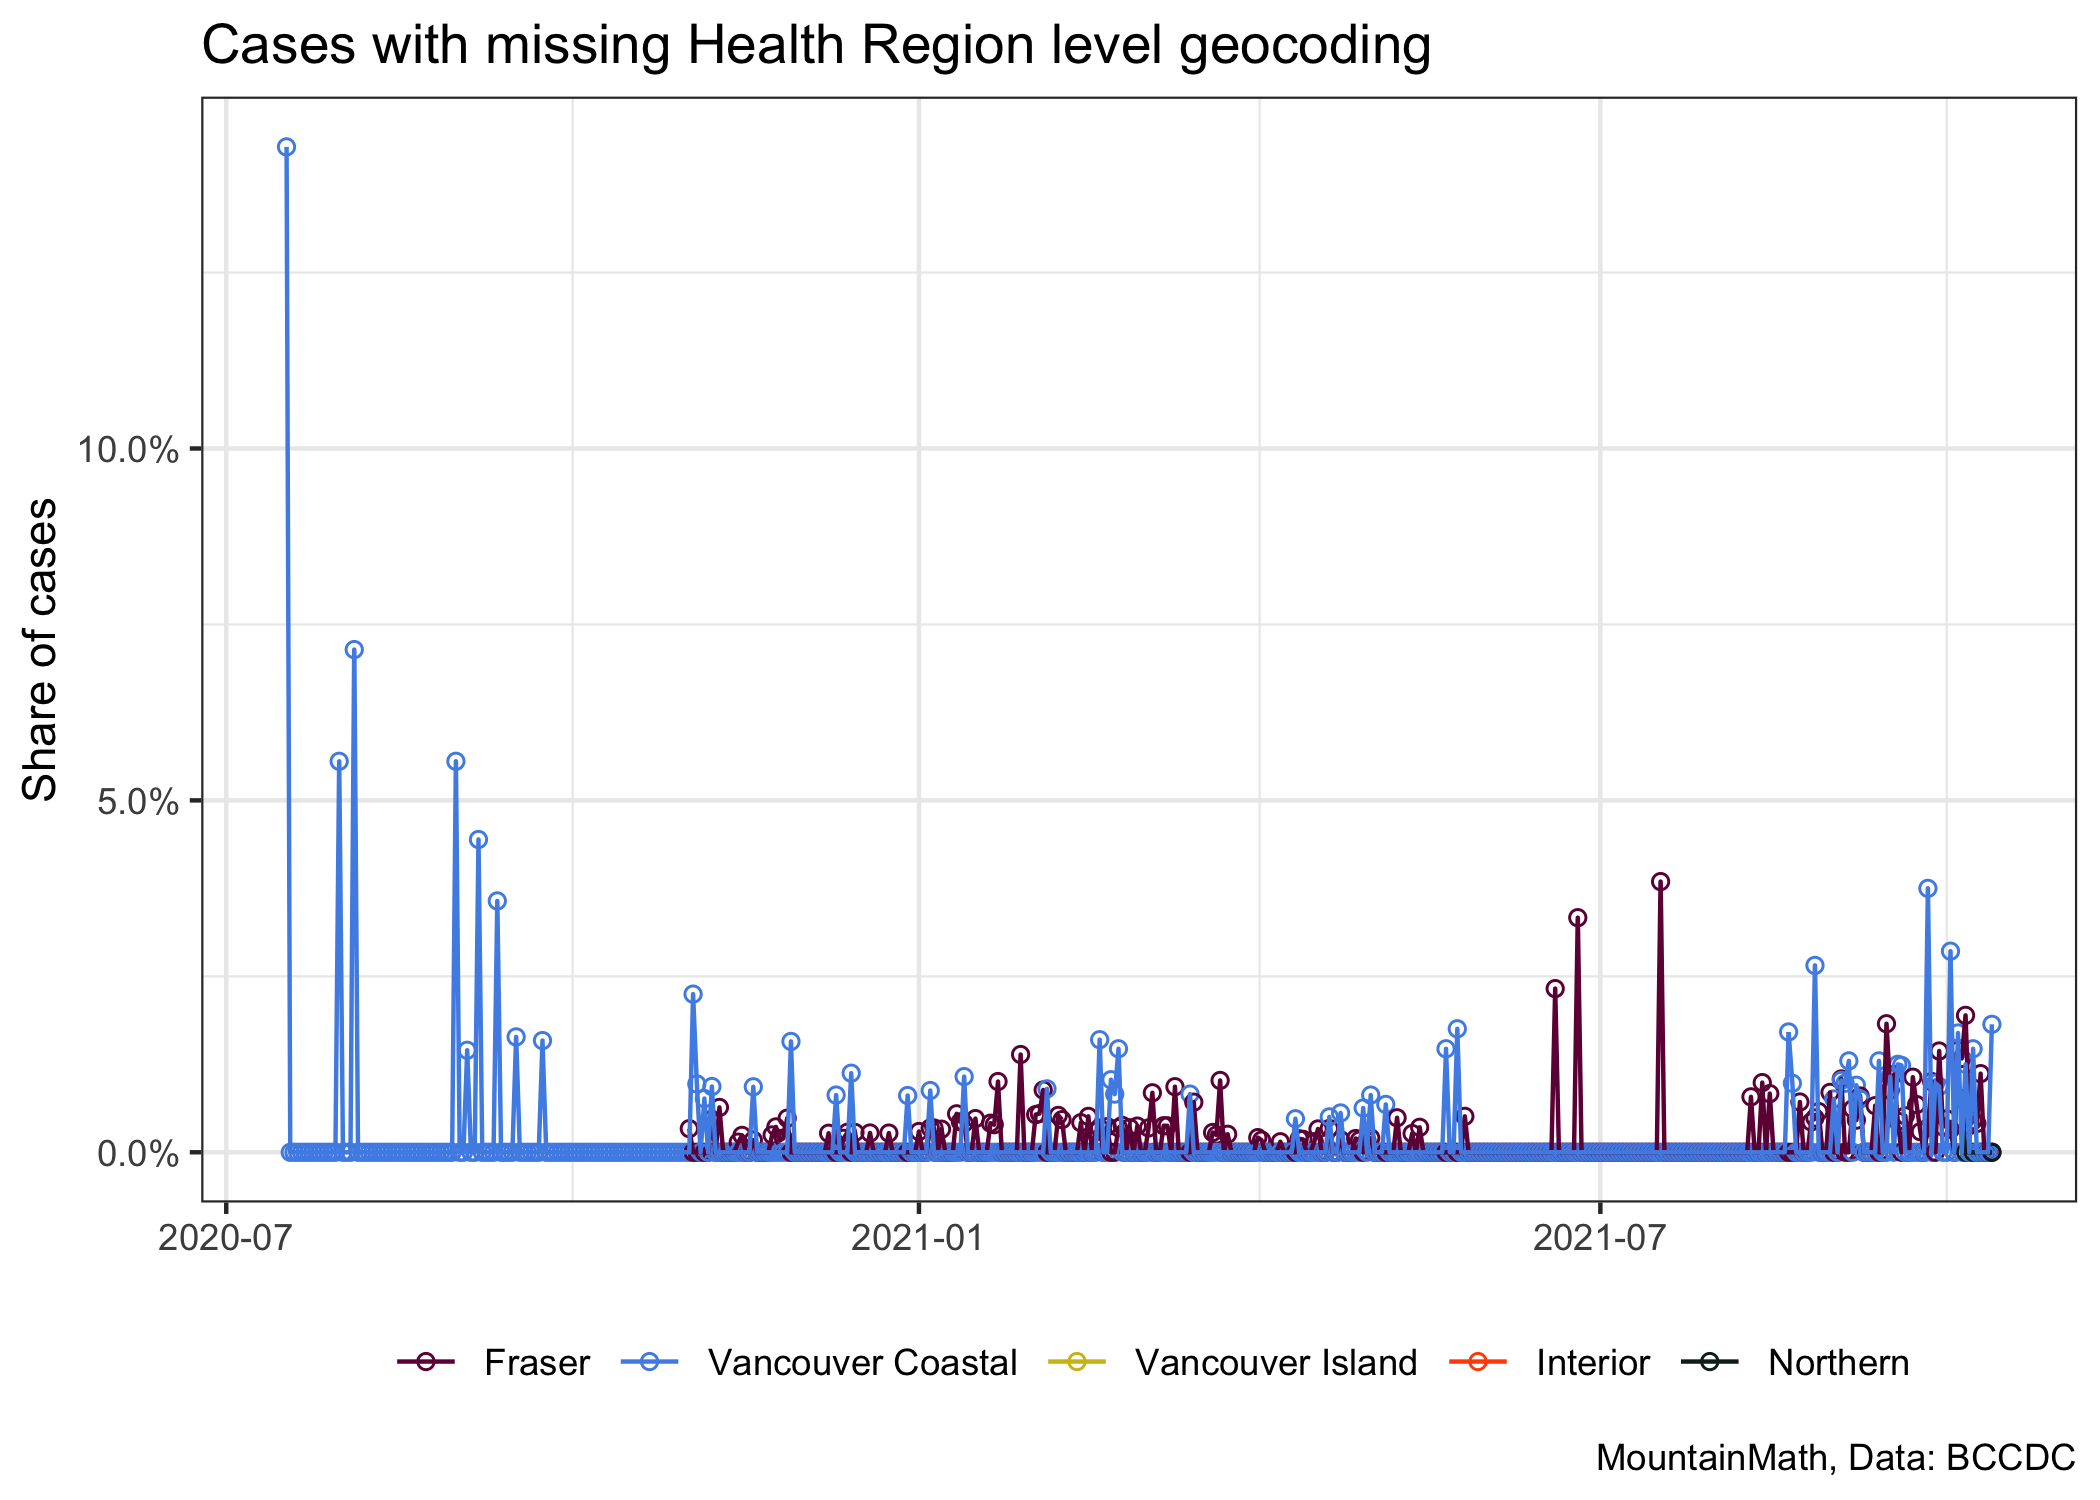 Cases with missing Health Region level geocoding
Share of cases
10.0%
5.0%
0.0%
2020-07
2021-01
2021-07
Fraser
Vancouver Coastal
Vancouver Island
Interior
Northern
MountainMath, Data: BCCDC